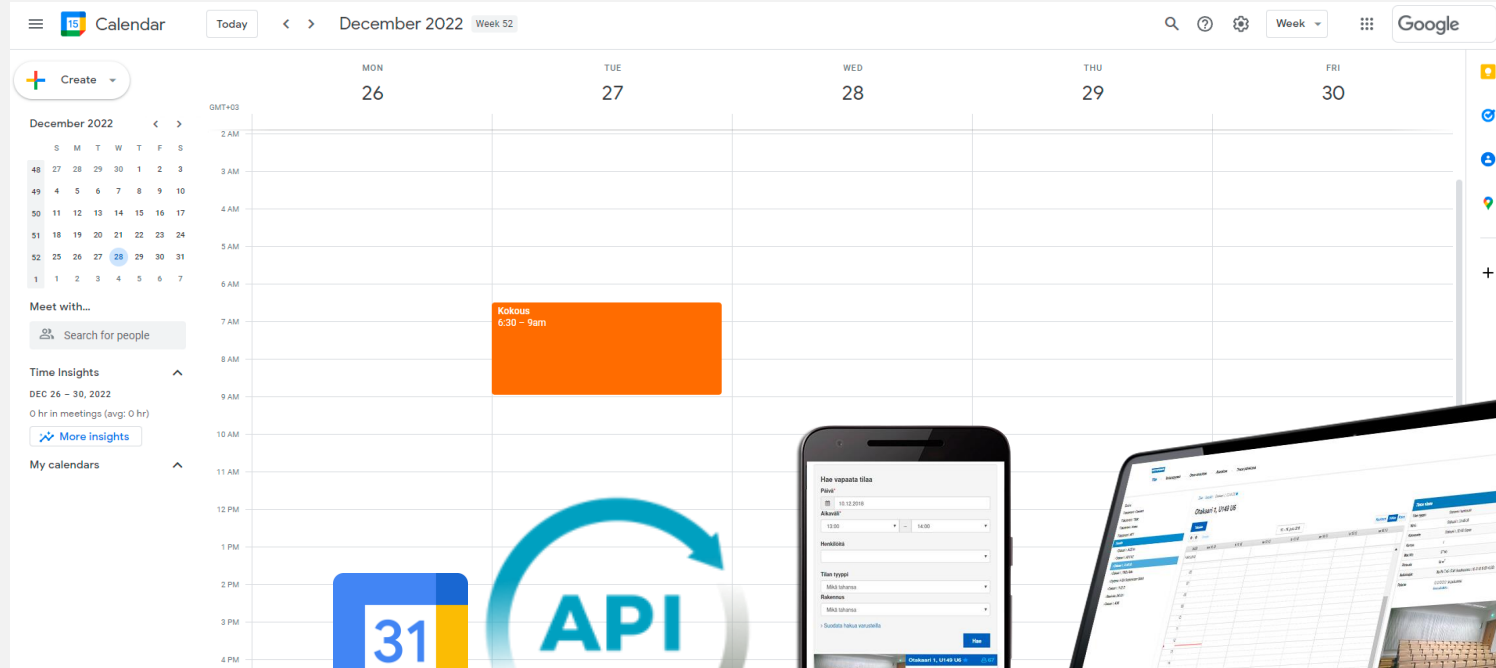 15 Calendar Today December 2022 Week 52 Week Google
Create
MON TUE WED THU FRI
26 27 28 29 30
GMT+03
December 2022
S M T W T F S
48 27 28 29 30 1 2 3
49 4 5 6 7 8 9 10
50 11 12 13 14 15 16 17
51 18 19 20 21 22 23 24
52 25 26 27 28 29 30 31
1 1 2 3 4 5 6 7
Meet with...
Search for people
Time Insights
DEC 26 – 30, 2022
0 hr in meetings (avg: 0 hr)
More insights
My calendars
2 AM
3 AM
4 AM
5 AM
6 AM
7 AM
8 AM
9 AM
10 AM
11 AM
12 PM
1 PM
2 PM
3 PM
4 PM
Kokous
6:30 – 9am
31
API
Hae vapaata tilaa
Päivä*
10.12.2018
Aikaväli*
13:00 – 14:00
Henkilöitä
Tilan tyyppi
Mikä tahansa
Rakennus
Mikä tahansa
› Suodata hakua varusteilla
Hae
Otakaari 1, U149 U6
Otakaari 1, U149 U6